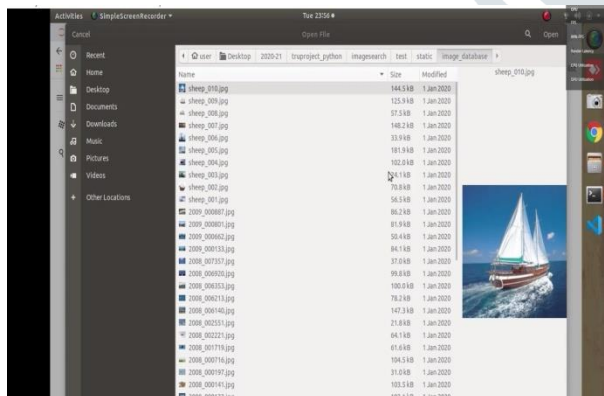 Activities SimpleScreenRecorder Tue 23:56
Cancel Open File Open
Recent
Home
Desktop
Documents
Downloads
Music
Pictures
Videos
+ Other Locations
user Desktop 2020-21 truproject_python imagesearch test static image_database
Name Size Modified
sheep_010.jpg 144.5 kB 1 Jan 2020
sheep_009.jpg 125.9 kB 1 Jan 2020
sheep_008.jpg 57.5 kB 1 Jan 2020
sheep_007.jpg 148.2 kB 1 Jan 2020
sheep_006.jpg 33.9 kB 1 Jan 2020
sheep_005.jpg 181.9 kB 1 Jan 2020
sheep_004.jpg 102.0 kB 1 Jan 2020
sheep_003.jpg 1 Jan 2020
sheep_002.jpg 70.8 kB 1 Jan 2020
sheep_001.jpg 56.5 kB 1 Jan 2020
2009_000887.jpg 86.2 kB 1 Jan 2020
2009_000801.jpg 81.9 kB 1 Jan 2020
2009_000662.jpg 50.4 kB 1 Jan 2020
2009_000133.jpg 84.1 kB 1 Jan 2020
2008_007357.jpg 37.0 kB 1 Jan 2020
2008_006920.jpg 99.8 kB 1 Jan 2020
2008_006353.jpg 100.0 kB 1 Jan 2020
2008_006213.jpg 78.2 kB 1 Jan 2020
2008_006140.jpg 147.3 kB 1 Jan 2020
2008_002551.jpg 21.8 kB 1 Jan 2020
2008_002221.jpg 64.1 kB 1 Jan 2020
2008_001719.jpg 61.6 kB 1 Jan 2020
2008_000716.jpg 104.5 kB 1 Jan 2020
2008_000197.jpg 31.0 kB 1 Jan 2020
2008_000141.jpg 103.5 kB 1 Jan 2020
sheep_010.jpg